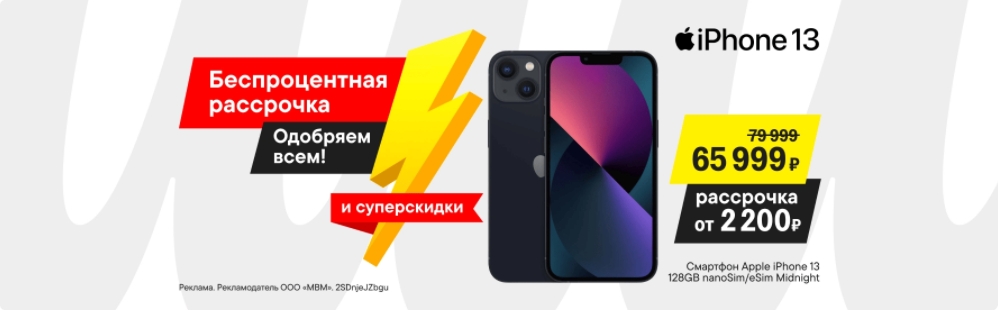 Беспроцентная
рассрочка
Одобряем
всем!
и суперскидки
Реклама. Рекламодатель ООО «МВМ». 2SDnjeJZbgu
iPhone 13
79 999
65 999 ₽
рассрочка
от 2 200 ₽
Смартфон Apple iPhone 13
128GB nanoSim/eSim Midnight